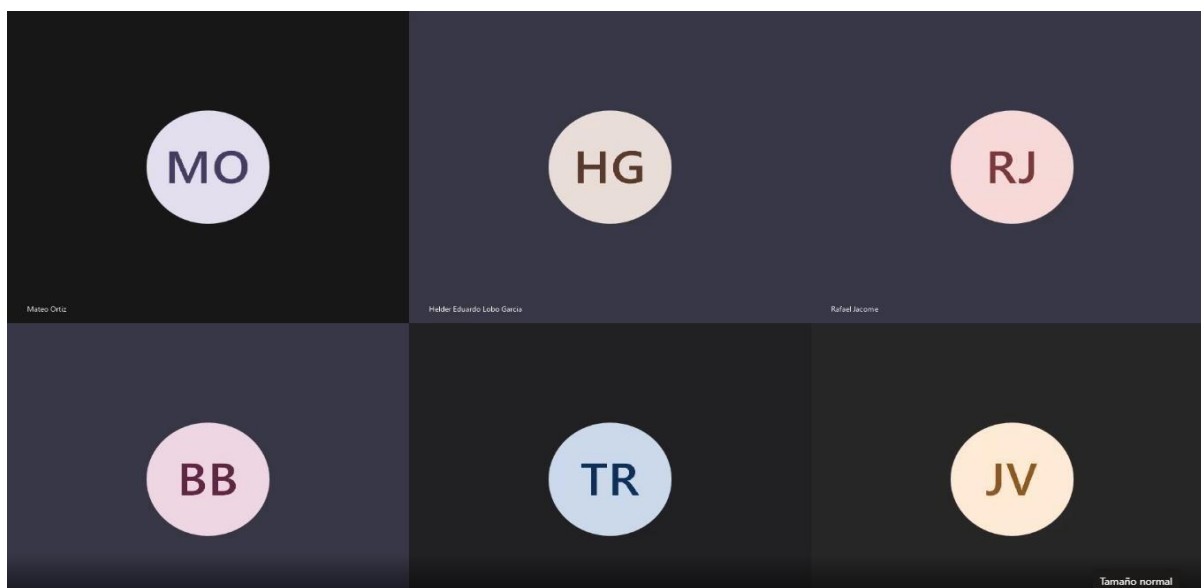 MO
HG
RJ
Mateo Ortiz
Helder Eduardo Lobo Garcia
Rafael Jacome
BB
TR
JV
Tamaño normal